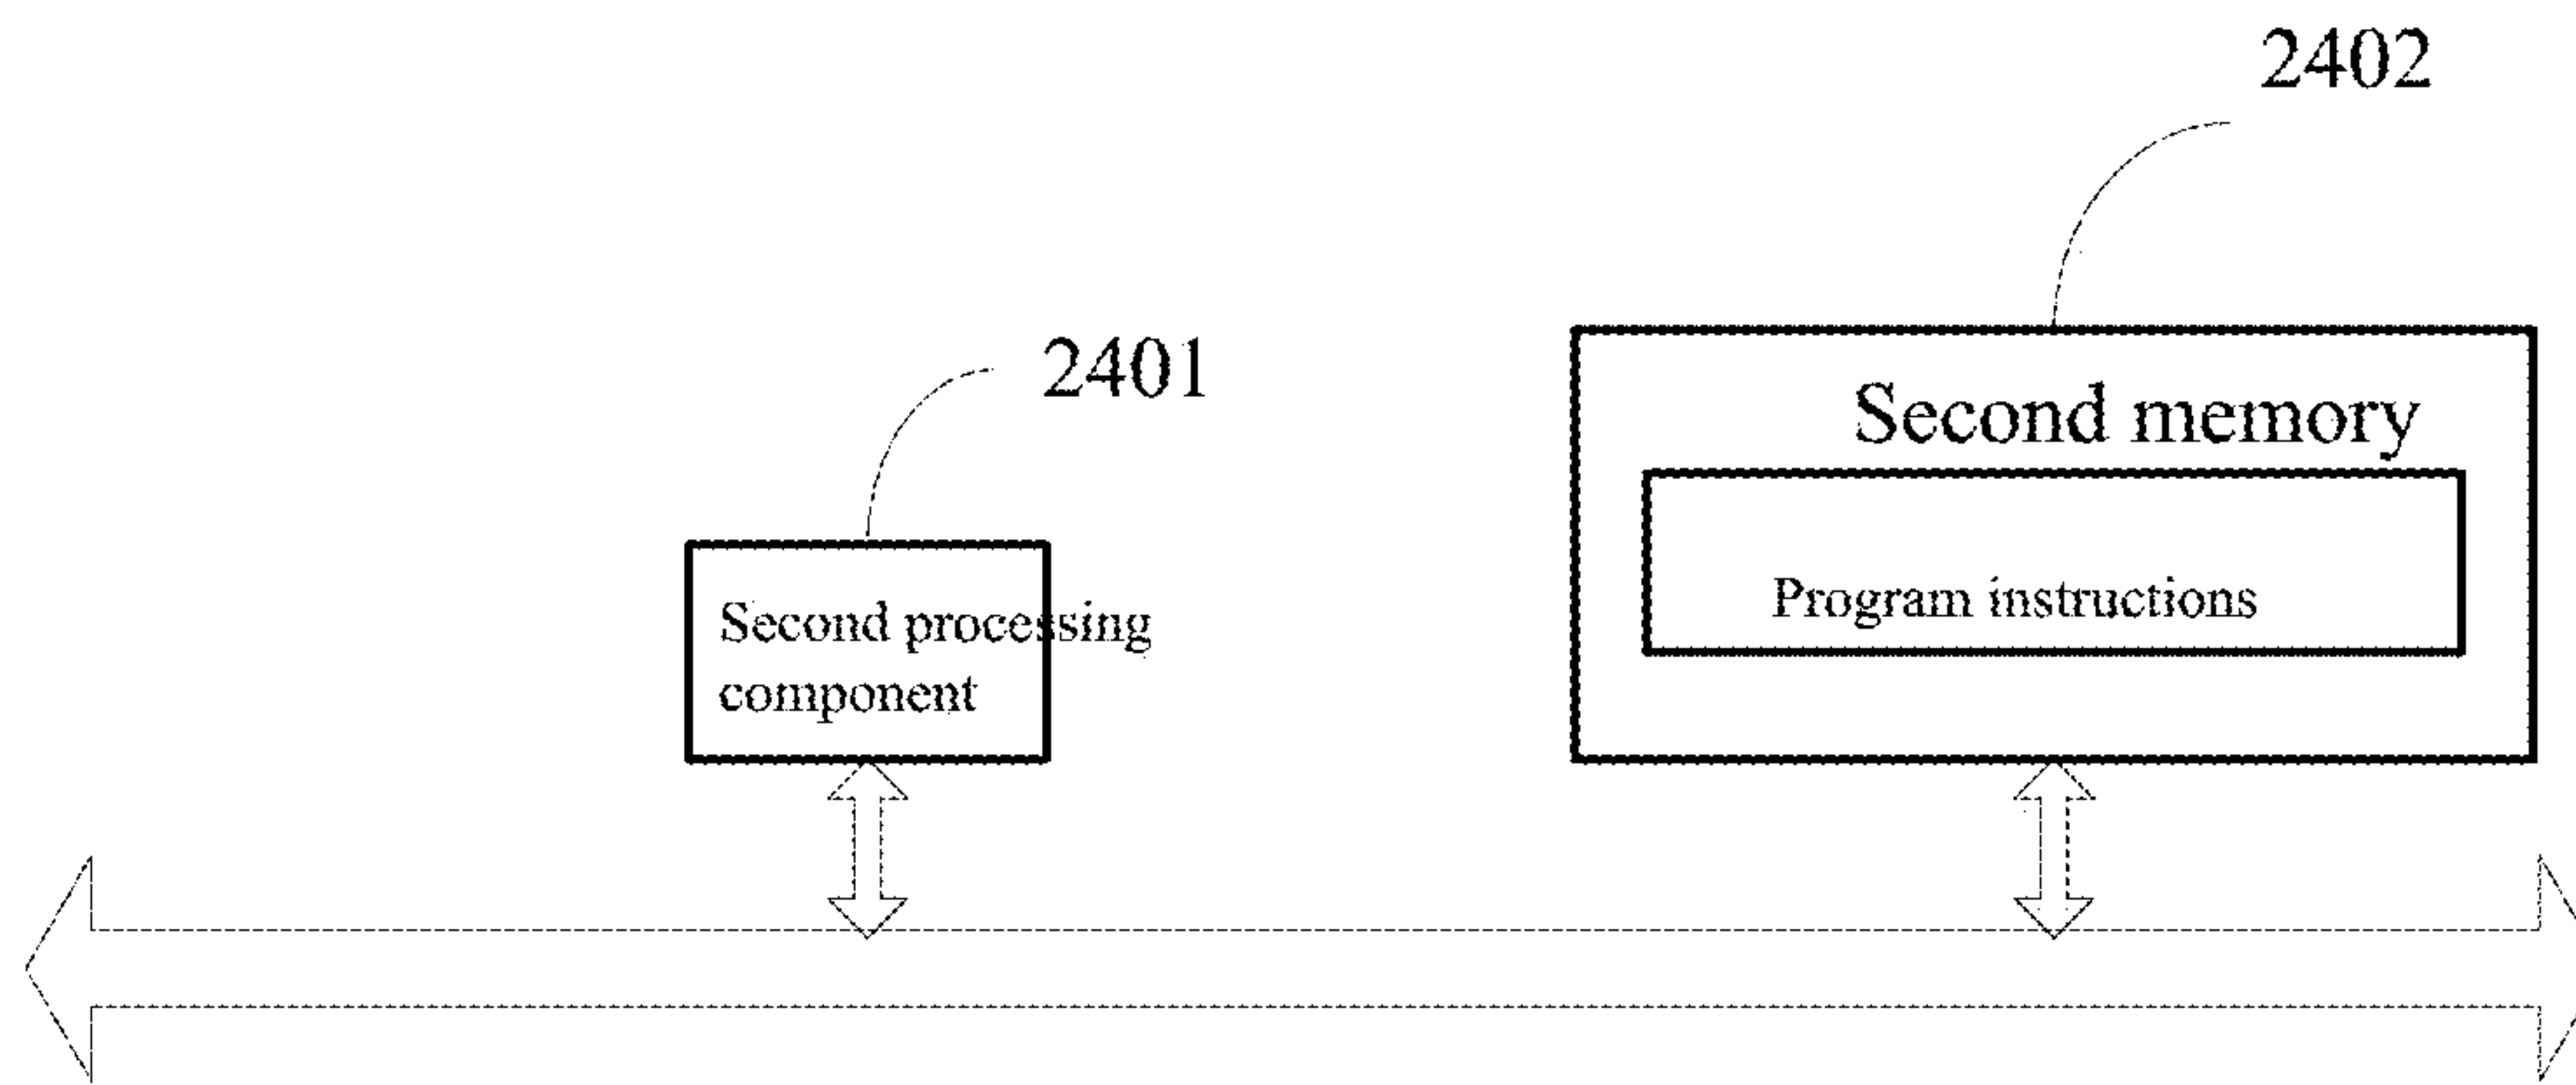 2402
2401
Second memory
Program instructions
Second processing
component